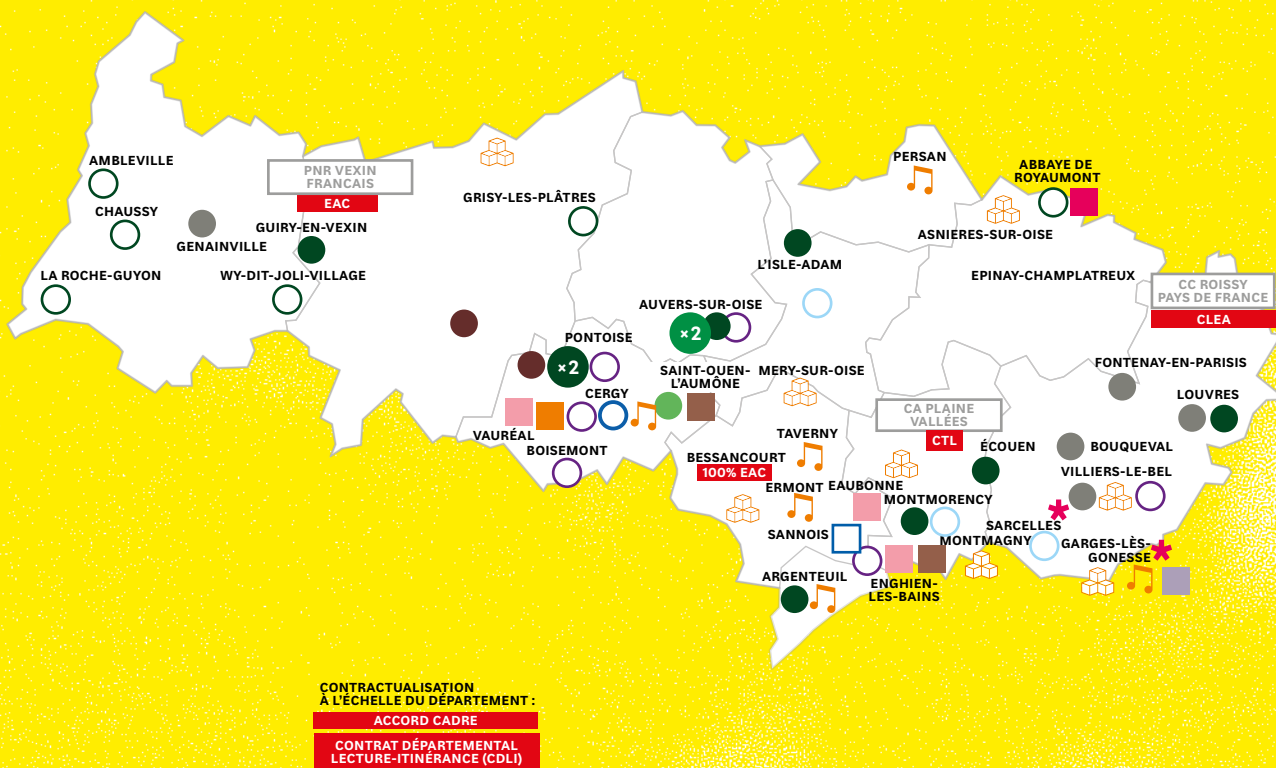 PERSAN
AMBLEVILLE
ABBAYE DE
ROYAUMONT
PNR VEXIN
FRANCAIS
EAC
GRISY-LES-PLÂTRES
CHAUSSY
GUIRY-EN-VEXIN
ASNIERES-SUR-OISE
GENAINVILLE
L'ISLE-ADAM
LA ROCHE-GUYON
WY-DIT-JOLI-VILLAGE
EPINAY-CHAMPLATREUX
CC ROISSY
PAYS DE FRANCE
CLEA
AUVERS-SUR-OISE
×2
PONTOISE
×2
FONTENAY-EN-PARISIS
SAINT-OUEN-
L'AUMÔNE
MERY-SUR-OISE
CERGY
LOUVRES
CA PLAINE
VALLÉES
CTL
VAURÉAL
TAVERNY
BOISEMONT
ÉCOUEN
BOUQUEVAL
BESSANCOURT
100% EAC
VILLIERS-LE-BEL
ERMONT
EAUBONNE
MONTMORENCY
SARCELLES
SANNOIS
MONTMAGNY
GARGES-LÈS-
GONESSE
ARGENTEUIL
ENGHIEN-
LES-BAINS
CONTRACTUALISATION
À L'ÉCHELLE DU DÉPARTEMENT :
ACCORD CADRE
CONTRAT DÉPARTEMENTAL
LECTURE-ITINÉRANCE (CDLI)